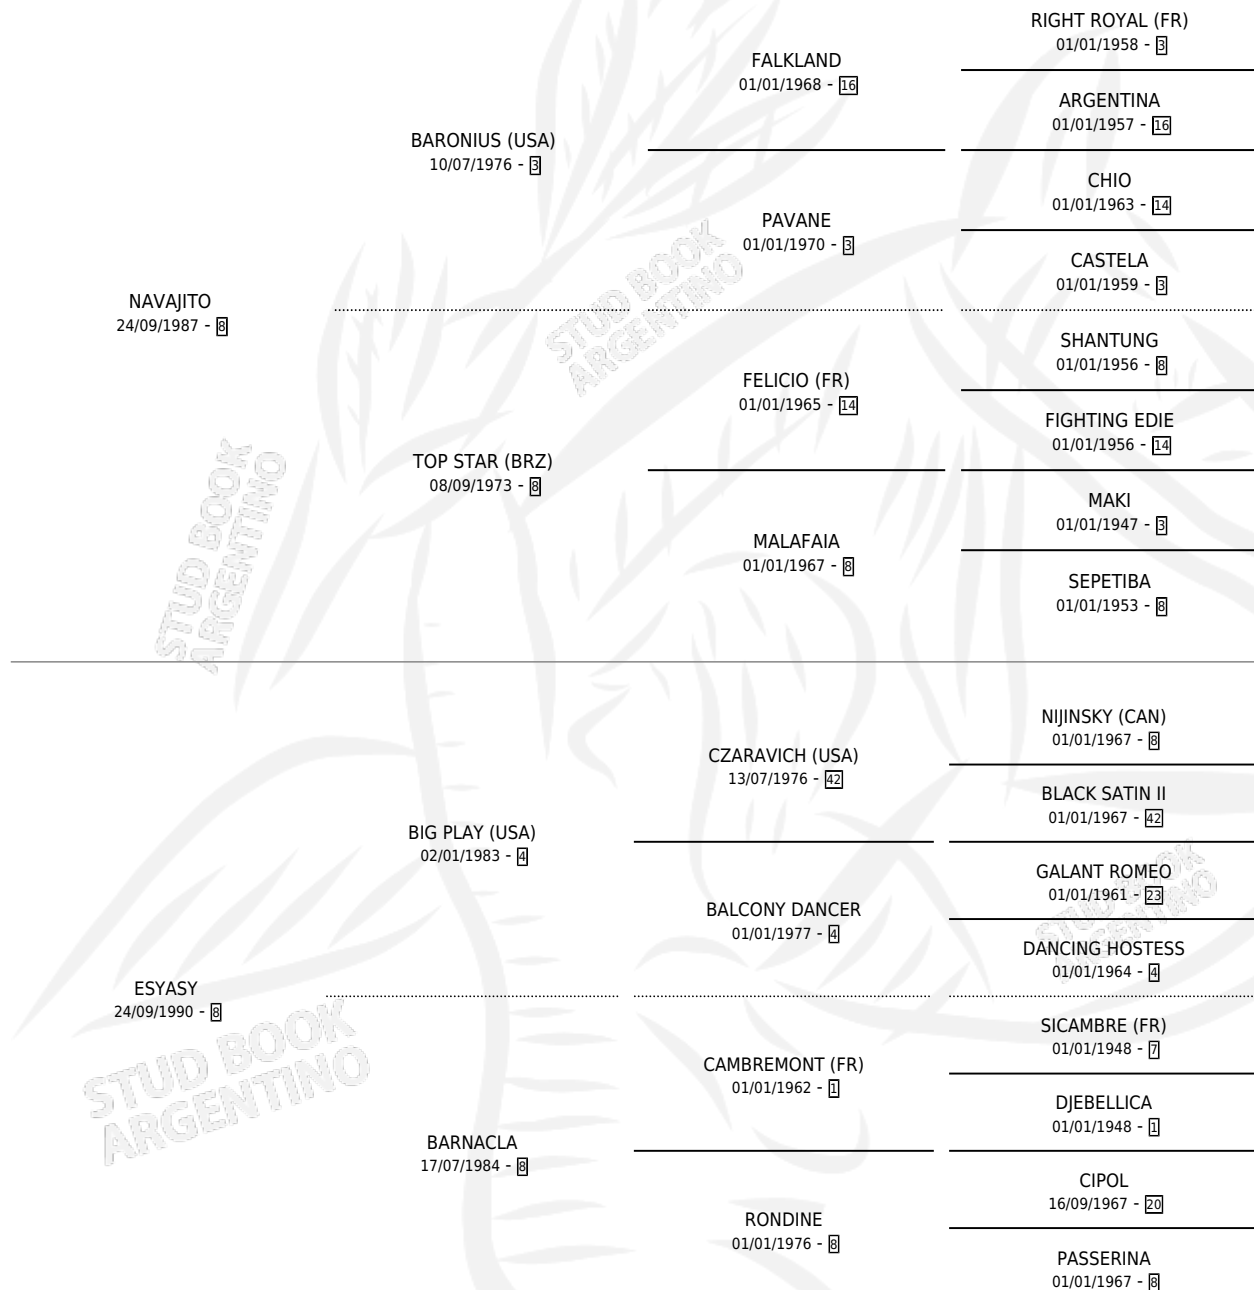 NAVAJITO
24/09/1987 - 8
BARONIUS (USA)
10/07/1976 - 3
FALKLAND
01/01/1968 - 16
RIGHT ROYAL (FR)
01/01/1958 - 3
ARGENTINA
01/01/1957 - 16
PAVANE
01/01/1970 - 3
CHIO
01/01/1963 - 14
CASTELA
01/01/1959 - 3
TOP STAR (BRZ)
08/09/1973 - 8
FELICIO (FR)
01/01/1965 - 14
SHANTUNG
01/01/1956 - 8
FIGHTING EDIE
01/01/1956 - 14
MALAFAIA
01/01/1967 - 8
MAKI
01/01/1947 - 3
SEPETIBA
01/01/1953 - 8
ESYASY
24/09/1990 - 8
BIG PLAY (USA)
02/01/1983 - 4
CZARAVICH (USA)
13/07/1976 - 42
NIJINSKY (CAN)
01/01/1967 - 8
BLACK SATIN II
01/01/1967 - 42
BALCONY DANCER
01/01/1977 - 4
GALANT ROMEO
01/01/1961 - 23
DANCING HOSTESS
01/01/1964 - 4
BARNACLA
17/07/1984 - 8
CAMBREMONT (FR)
01/01/1962 - 1
SICAMBRE (FR)
01/01/1948 - 7
DJEBELLICA
01/01/1948 - 1
RONDINE
01/01/1976 - 8
CIPOL
16/09/1967 - 20
PASSERINA
01/01/1967 - 8
STUD BOOK
ARGENTINO
STUD BOOK
ARGENTINO
STUD BOOK
ARGENTINO
STUD BOOK
ARGENTINO